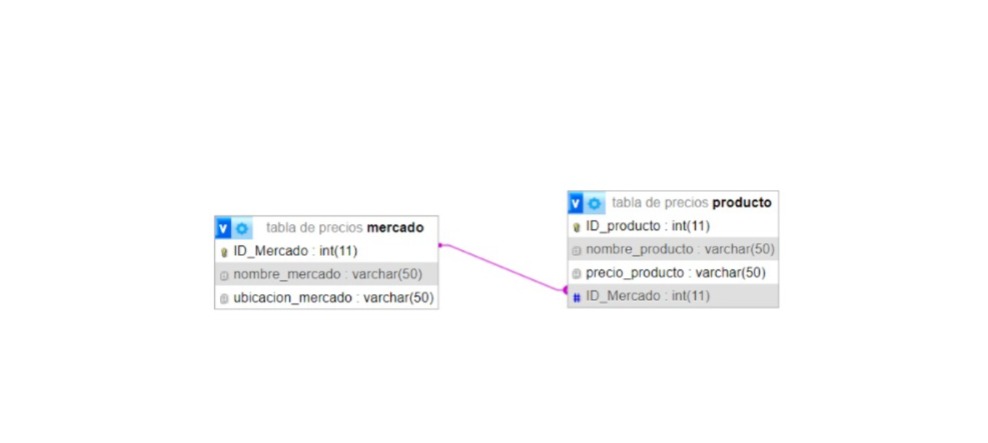 v tabla de precios mercado
ID_Mercado : int(11)
nombre_mercado : varchar(50)
ubicacion_mercado : varchar(50)
v tabla de precios producto
ID_producto : int(11)
nombre_producto : varchar(50)
precio_producto : varchar(50)
# ID_Mercado : int(11)